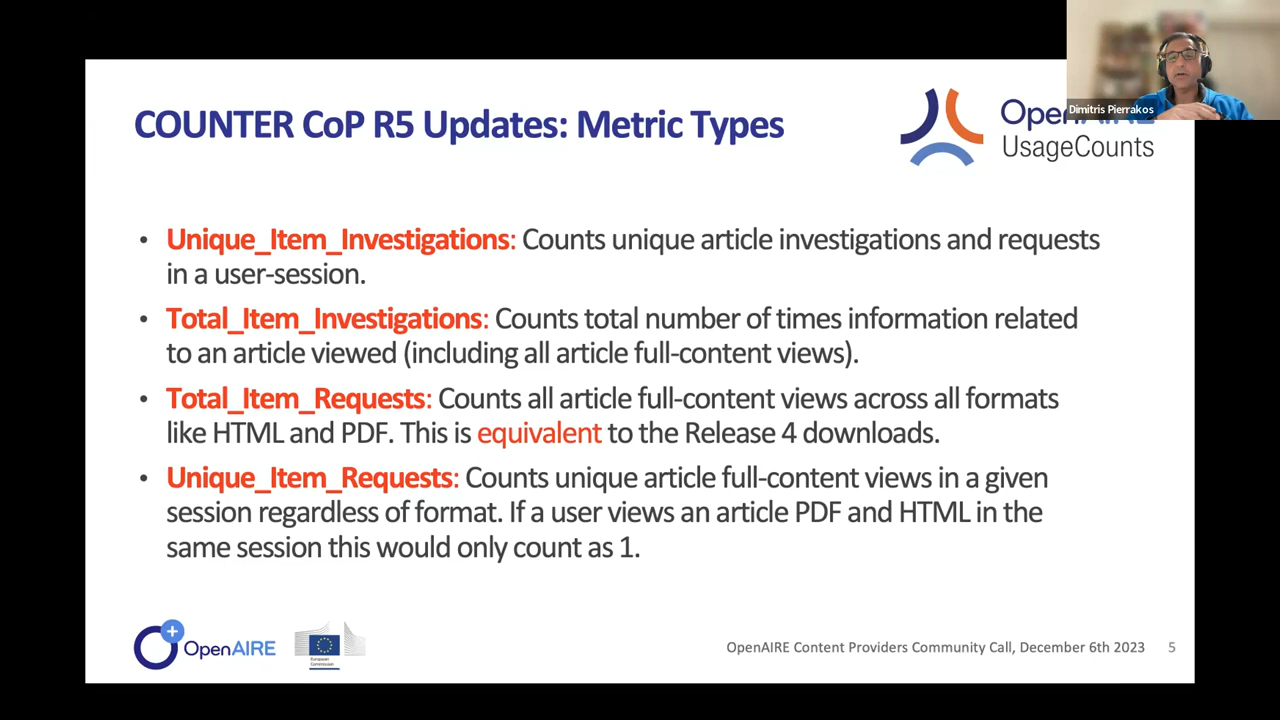 Dimitris Pierrakos
COUNTER CoP R5 Updates: Metric Types
UsageCounts
• Unique_Item_Investigations: Counts unique article investigations and requests
in a user-session.
• Total_Item_Investigations: Counts total number of times information related
to an article viewed (including all article full-content views).
• Total_Item_Requests: Counts all article full-content views across all formats
like HTML and PDF. This is equivalent to the Release 4 downloads.
• Unique_Item_Requests: Counts unique article full-content views in a given
session regardless of format. If a user views an article PDF and HTML in the
same session this would only count as 1.
OpenAIRE
European
Commission
OpenAIRE Content Providers Community Call, December 6th 2023 5